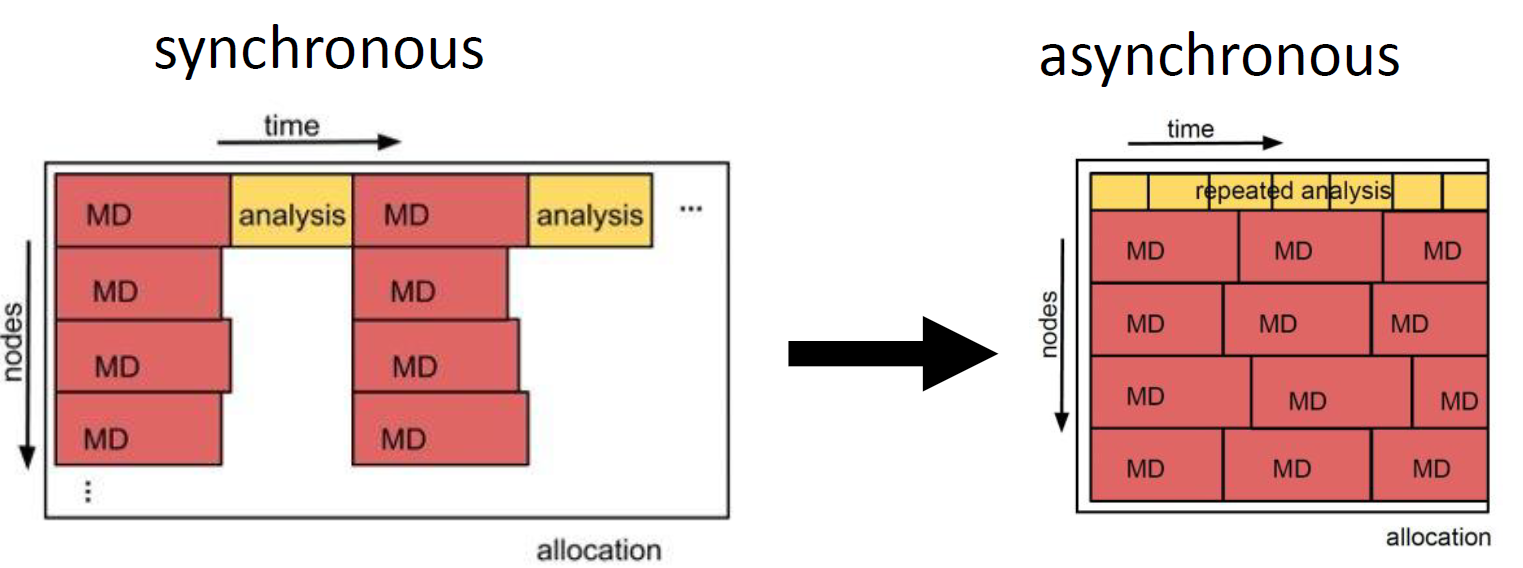 synchronous
time
MD analysis MD analysis ...
MD MD
MD MD
MD MD
⋮
nodes
allocation
asynchronous
time
repeated analysis
MD MD MD
MD MD MD
MD MD MD
MD MD MD
nodes
allocation